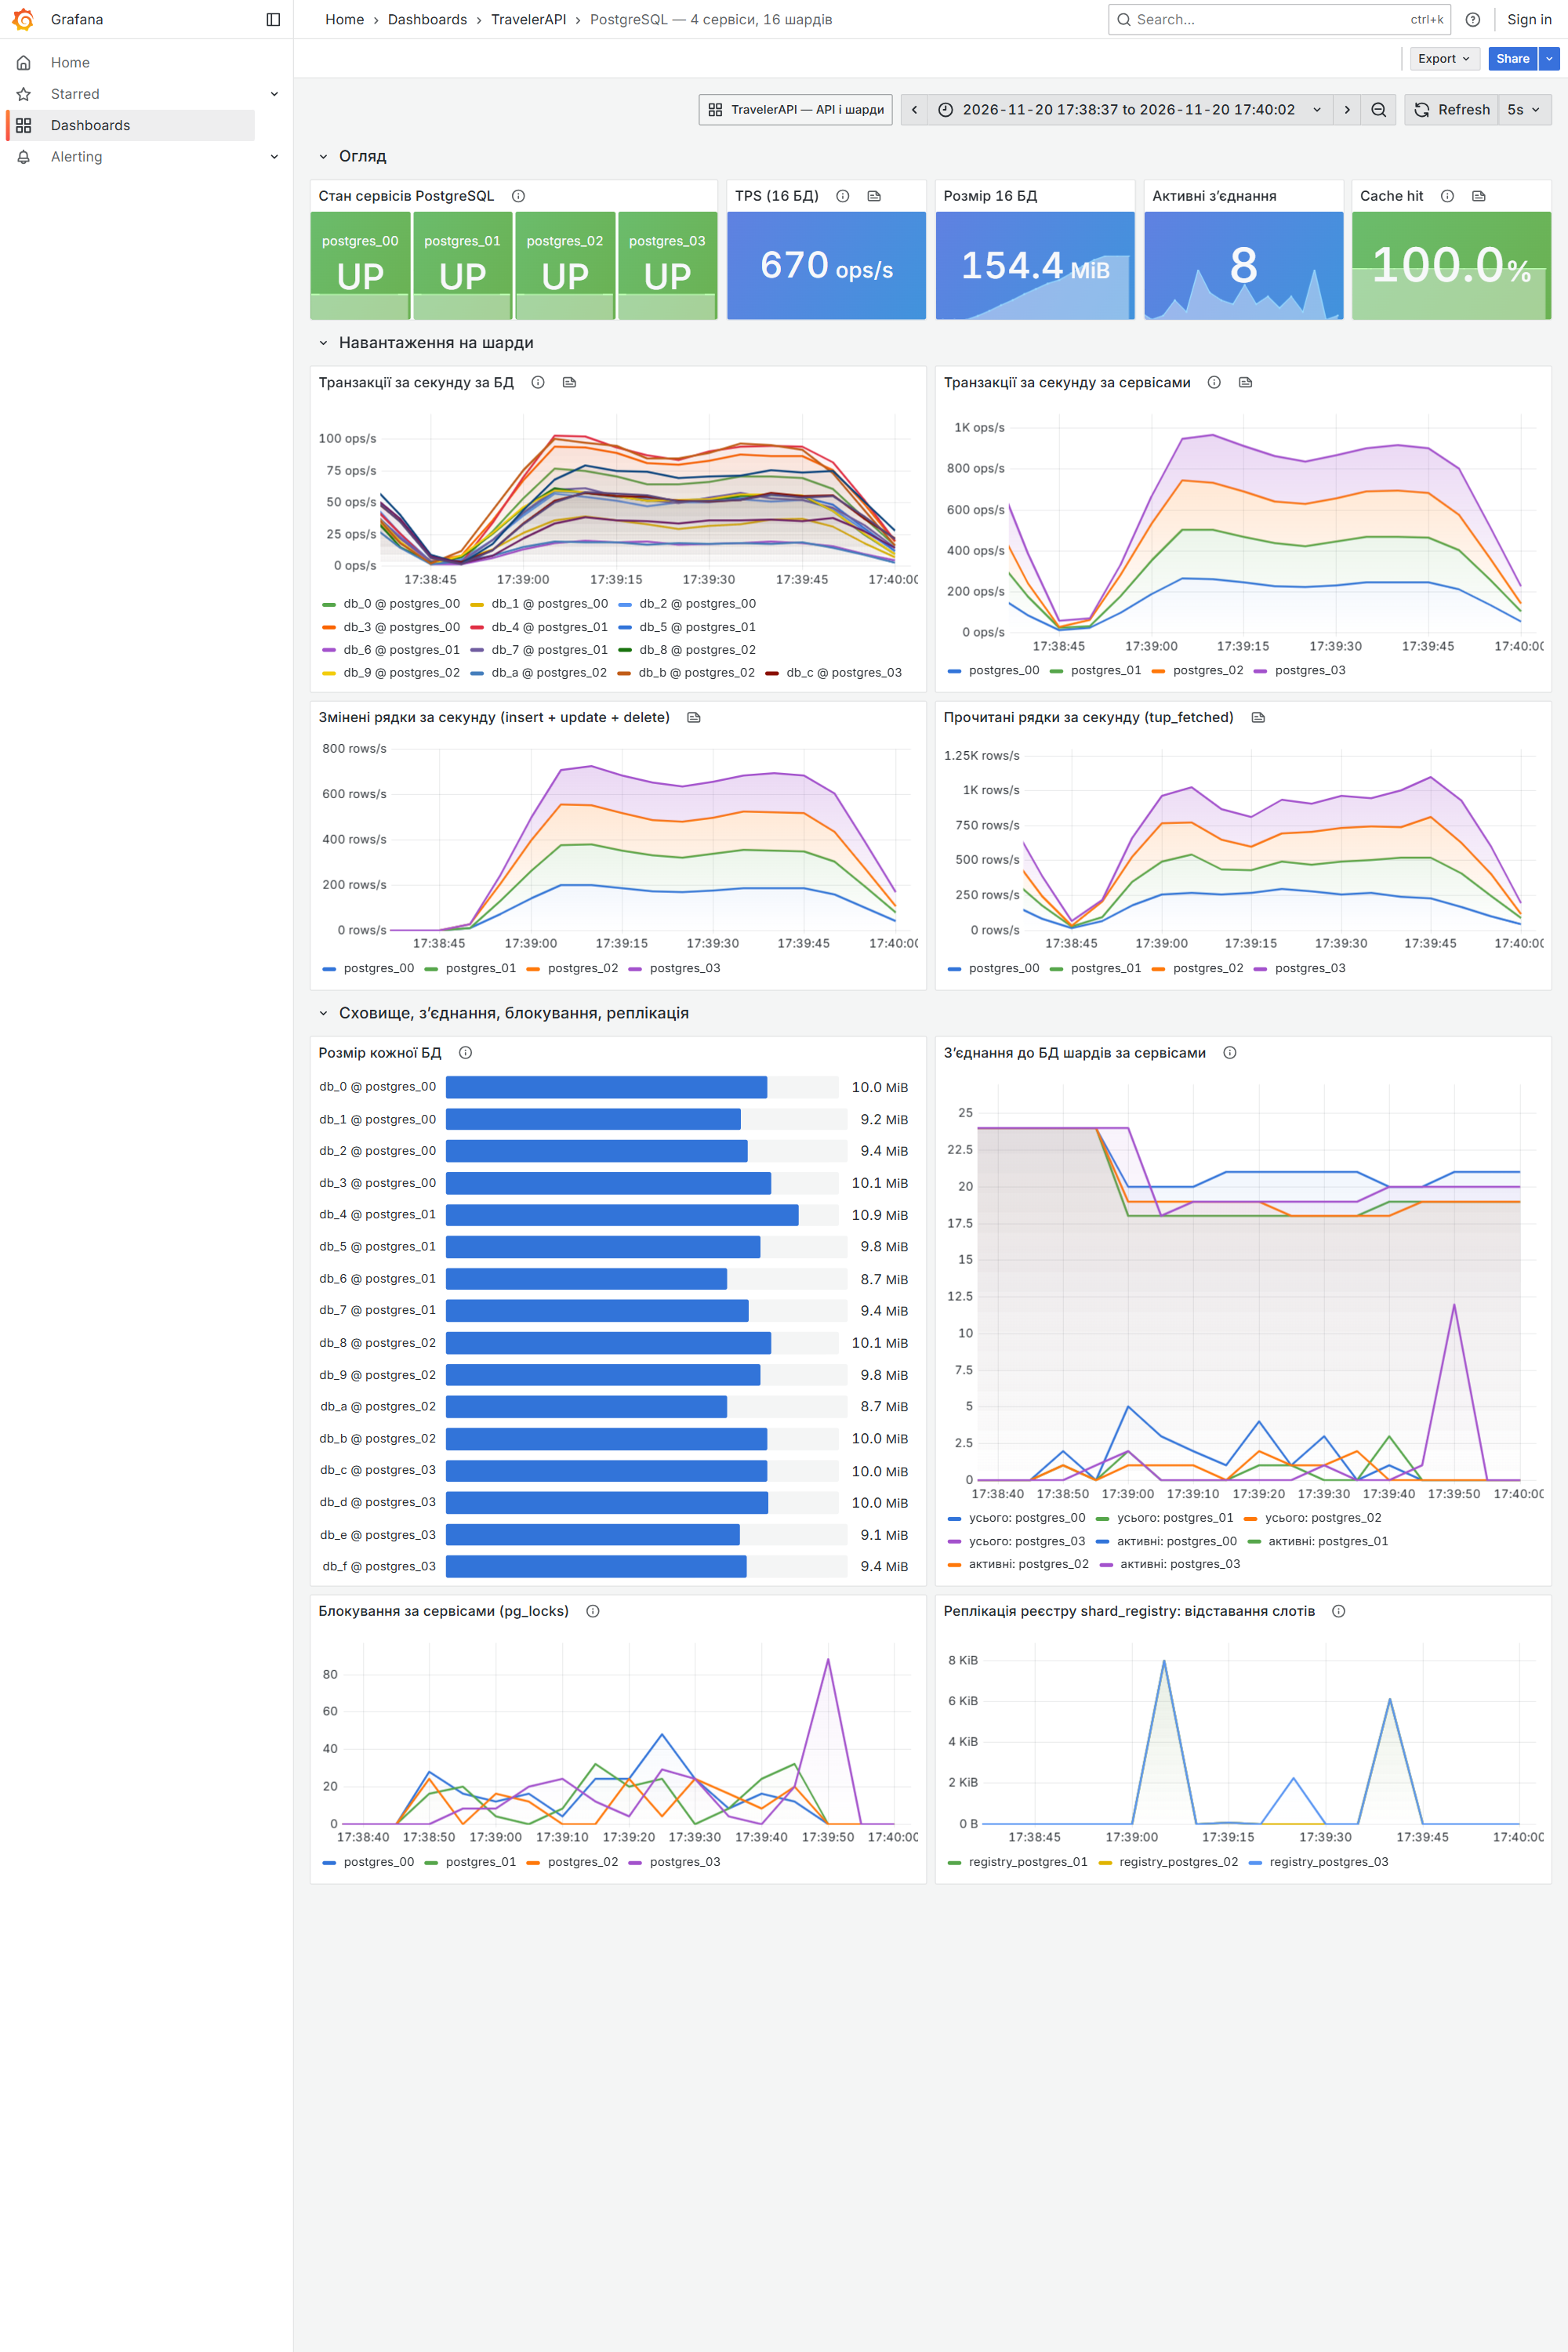 Grafana
Home › Dashboards › TravelerAPI › PostgreSQL — 4 сервіси, 16 шардів
Search... ctrl+k
Sign in
Home
Starred
Dashboards
Alerting
Export
Share
TravelerAPI — API і шарди
2026-11-20 17:38:37 to 2026-11-20 17:40:02
Refresh 5s
Огляд
Стан сервісів PostgreSQL
postgres_00 postgres_01 postgres_02 postgres_03
UP UP UP UP
TPS (16 БД)
670 ops/s
Розмір 16 БД
154.4 MiB
Активні з’єднання
8
Cache hit
100.0%
Навантаження на шарди
Транзакції за секунду за БД
100 ops/s
75 ops/s
50 ops/s
25 ops/s
0 ops/s
17:38:45 17:39:00 17:39:15 17:39:30 17:39:45 17:40:00
db_0 @ postgres_00 db_1 @ postgres_00 db_2 @ postgres_00
db_3 @ postgres_00 db_4 @ postgres_01 db_5 @ postgres_01
db_6 @ postgres_01 db_7 @ postgres_01 db_8 @ postgres_02
db_9 @ postgres_02 db_a @ postgres_02 db_b @ postgres_02 db_c @ postgres_03
Транзакції за секунду за сервісами
1K ops/s
800 ops/s
600 ops/s
400 ops/s
200 ops/s
0 ops/s
17:38:45 17:39:00 17:39:15 17:39:30 17:39:45 17:40:00
postgres_00 postgres_01 postgres_02 postgres_03
Змінені рядки за секунду (insert + update + delete)
800 rows/s
600 rows/s
400 rows/s
200 rows/s
0 rows/s
17:38:45 17:39:00 17:39:15 17:39:30 17:39:45 17:40:00
postgres_00 postgres_01 postgres_02 postgres_03
Прочитані рядки за секунду (tup_fetched)
1.25K rows/s
1K rows/s
750 rows/s
500 rows/s
250 rows/s
0 rows/s
17:38:45 17:39:00 17:39:15 17:39:30 17:39:45 17:40:00
postgres_00 postgres_01 postgres_02 postgres_03
Сховище, з’єднання, блокування, реплікація
Розмір кожної БД
db_0 @ postgres_00 10.0 MiB
db_1 @ postgres_00 9.2 MiB
db_2 @ postgres_00 9.4 MiB
db_3 @ postgres_00 10.1 MiB
db_4 @ postgres_01 10.9 MiB
db_5 @ postgres_01 9.8 MiB
db_6 @ postgres_01 8.7 MiB
db_7 @ postgres_01 9.4 MiB
db_8 @ postgres_02 10.1 MiB
db_9 @ postgres_02 9.8 MiB
db_a @ postgres_02 8.7 MiB
db_b @ postgres_02 10.0 MiB
db_c @ postgres_03 10.0 MiB
db_d @ postgres_03 10.0 MiB
db_e @ postgres_03 9.1 MiB
db_f @ postgres_03 9.4 MiB
З’єднання до БД шардів за сервісами
25
22.5
20
17.5
15
12.5
10
7.5
5
2.5
0
17:38:40 17:38:50 17:39:00 17:39:10 17:39:20 17:39:30 17:39:40 17:39:50 17:40:00
усього: postgres_00 усього: postgres_01 усього: postgres_02
усього: postgres_03 активні: postgres_00 активні: postgres_01
активні: postgres_02 активні: postgres_03
Блокування за сервісами (pg_locks)
80
60
40
20
0
17:38:40 17:38:50 17:39:00 17:39:10 17:39:20 17:39:30 17:39:40 17:39:50 17:40:00
postgres_00 postgres_01 postgres_02 postgres_03
Реплікація реєстру shard_registry: відставання слотів
8 KiB
6 KiB
4 KiB
2 KiB
0 B
17:38:45 17:39:00 17:39:15 17:39:30 17:39:45 17:40:00
registry_postgres_01 registry_postgres_02 registry_postgres_03